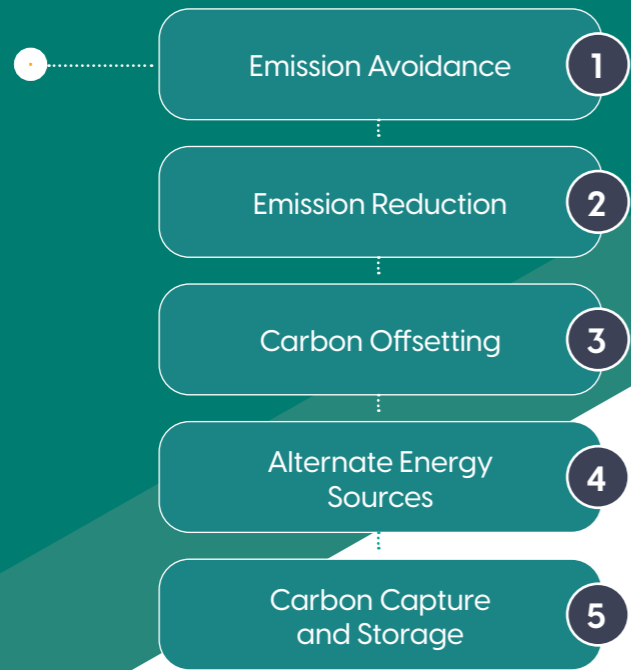 Emission Avoidance
1
Emission Reduction
2
Carbon Offsetting
3
Alternate Energy
Sources
4
Carbon Capture
and Storage
5